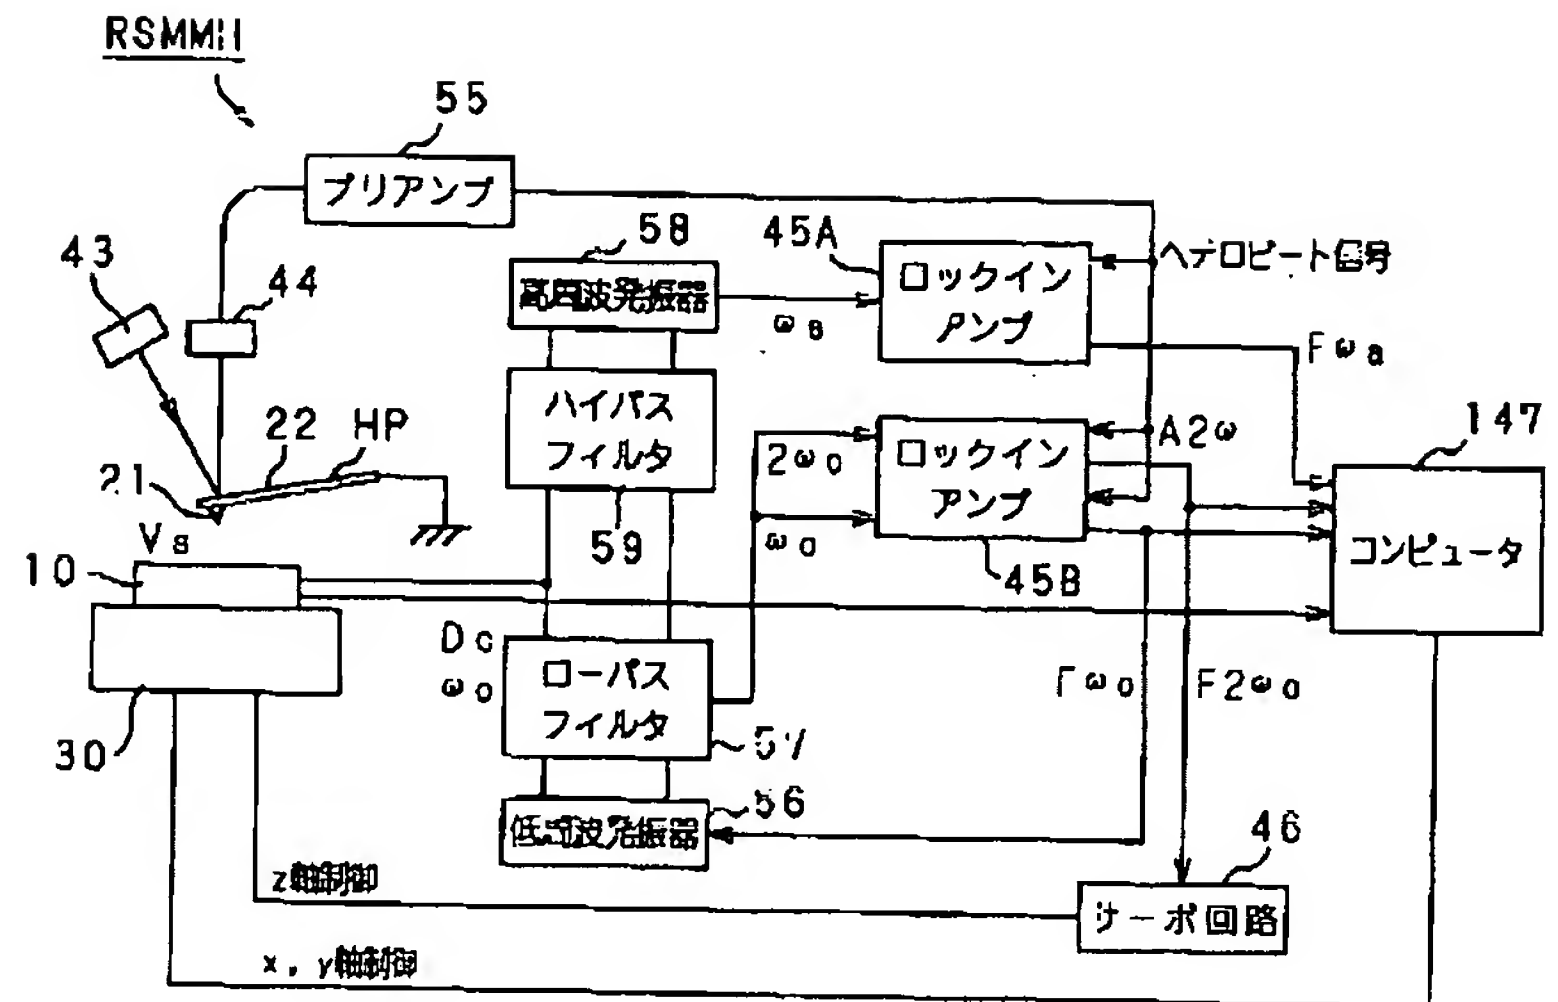 RSMMII
55
プリアンプ
43
44
58
高周波発振器
45A
ロックイン
アンプ
ヘテロビート信号
ωs
Fωa
ハイパス
フィルタ
59
22
HP
21
Vs
10
2ωo
ωo
ロックイン
アンプ
A2ω
45B
147
コンピュータ
Dc
ωo
ローパス
フィルタ
57
30
Fωo
F2ωo
低周波発振器
56
46
サーボ回路
z軸制御
x, y軸制御